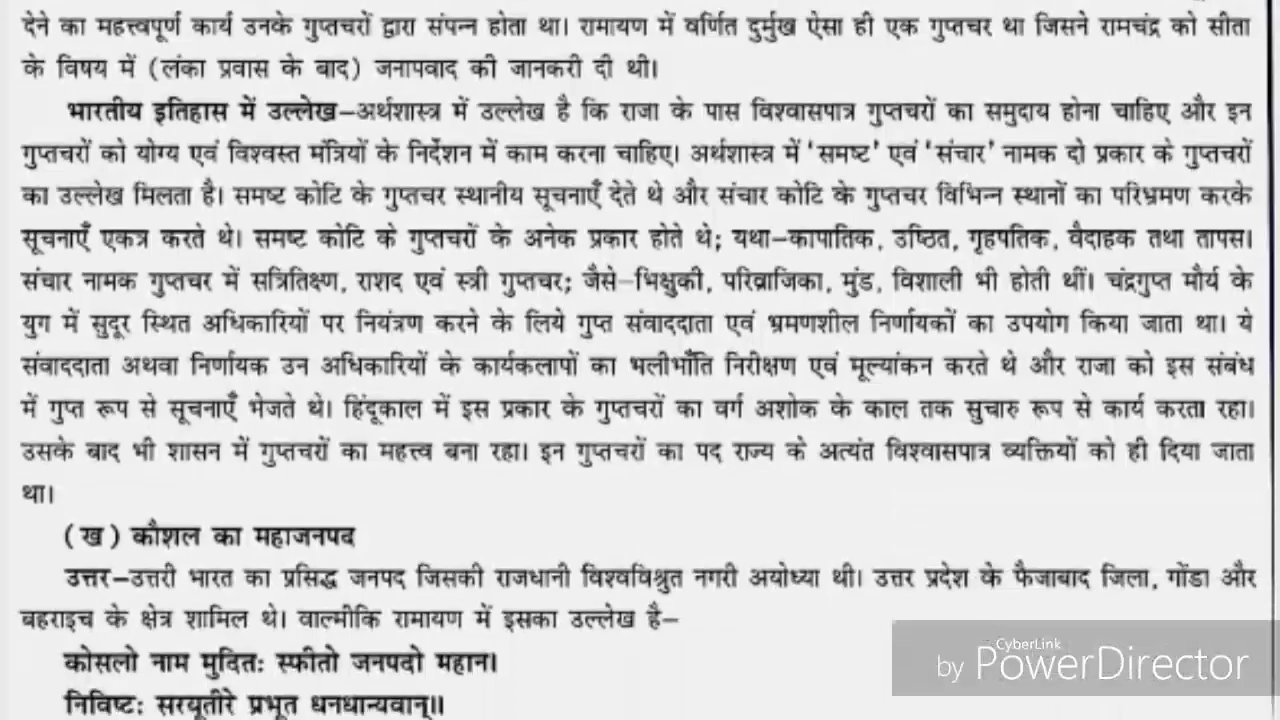 देने का महत्त्वपूर्ण कार्य उनके गुप्तचरों द्वारा संपन्न होता था। रामायण में वर्णित दुर्मुख ऐसा ही एक गुप्तचर था जिसने रामचंद्र को सीता
के विषय में (लंका प्रवास के बाद) जनापवाद की जानकरी दी थी।
भारतीय इतिहास में उल्लेख–अर्थशास्त्र में उल्लेख है कि राजा के पास विश्वासपात्र गुप्तचरों का समुदाय होना चाहिए और इन
गुप्तचरों को योग्य एवं विश्वस्त मंत्रियों के निर्देशन में काम करना चाहिए। अर्थशास्त्र में 'समष्ट' एवं 'संचार' नामक दो प्रकार के गुप्तचरों
का उल्लेख मिलता है। समष्ट कोटि के गुप्तचर स्थानीय सूचनाएँ देते थे और संचार कोटि के गुप्तचर विभिन्न स्थानों का परिभ्रमण करके
सूचनाएँ एकत्र करते थे। समष्ट कोटि के गुप्तचरों के अनेक प्रकार होते थे; यथा–कापातिक, उष्ठित, गृहपतिक, वैदाहक तथा तापस।
संचार नामक गुप्तचर में सत्रितिक्ष्ण, राशद एवं स्त्री गुप्तचर; जैसे–भिक्षुकी, परिव्राजिका, मुंड, विशाली भी होती थीं। चंद्रगुप्त मौर्य के
युग में सुदूर स्थित अधिकारियों पर नियंत्रण करने के लिये गुप्त संवाददाता एवं भ्रमणशील निर्णायकों का उपयोग किया जाता था। ये
संवाददाता अथवा निर्णायक उन अधिकारियों के कार्यकलापों का भलीभाँति निरीक्षण एवं मूल्यांकन करते थे और राजा को इस संबंध
में गुप्त रूप से सूचनाएँ भेजते थे। हिंदूकाल में इस प्रकार के गुप्तचरों का वर्ग अशोक के काल तक सुचारु रूप से कार्य करता रहा।
उसके बाद भी शासन में गुप्तचरों का महत्त्व बना रहा। इन गुप्तचरों का पद राज्य के अत्यंत विश्वासपात्र व्यक्तियों को ही दिया जाता
था।
(ख) कौशल का महाजनपद
उत्तर–उत्तरी भारत का प्रसिद्ध जनपद जिसकी राजधानी विश्वविश्रुत नगरी अयोध्या थी। उत्तर प्रदेश के फैजाबाद जिला, गोंडा और
बहराइच के क्षेत्र शामिल थे। वाल्मीकि रामायण में इसका उल्लेख है–
कोसलो नाम मुदितः स्फीतो जनपदो महान।
निविष्टः सरयूतीरे प्रभूत धनधान्यवान्॥
CyberLink
by PowerDirector